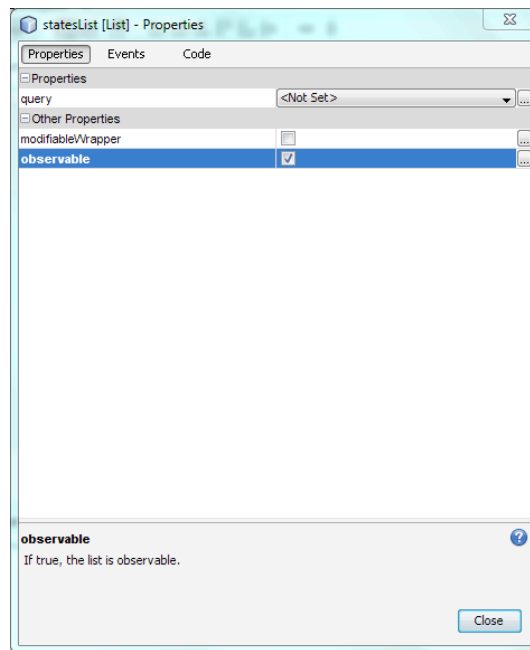 statesList [List] - Properties
Properties Events Code
Properties
query <Not Set> ...
Other Properties
modifiableWrapper ...
observable ...
observable
If true, the list is observable.
Close